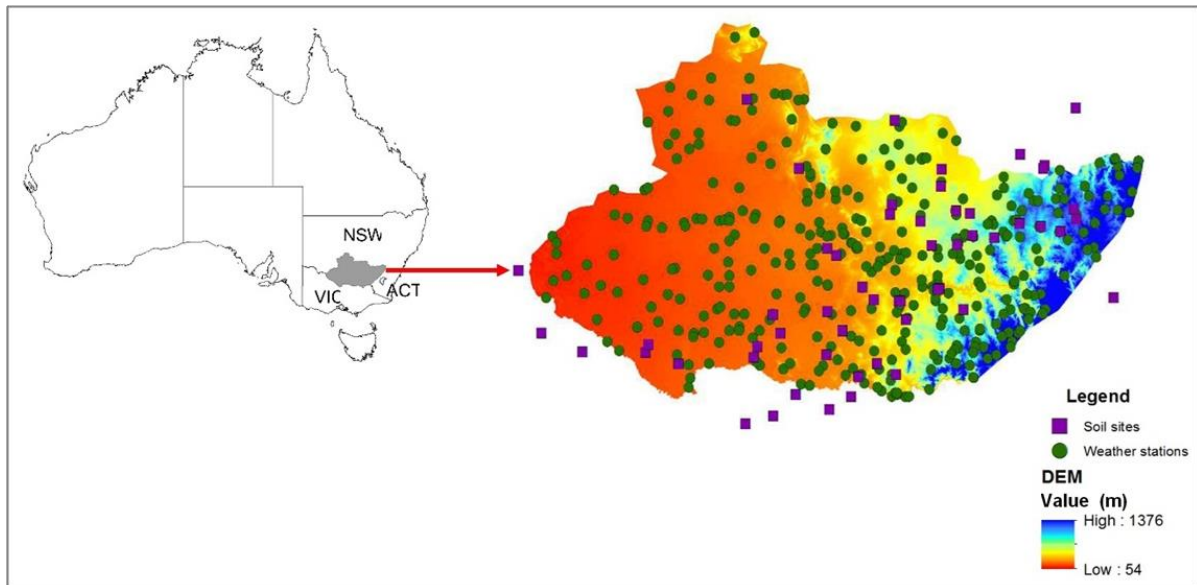 NSW
VIC
ACT
Legend
Soil sites
Weather stations
DEM
Value (m)
High : 1376
Low : 54